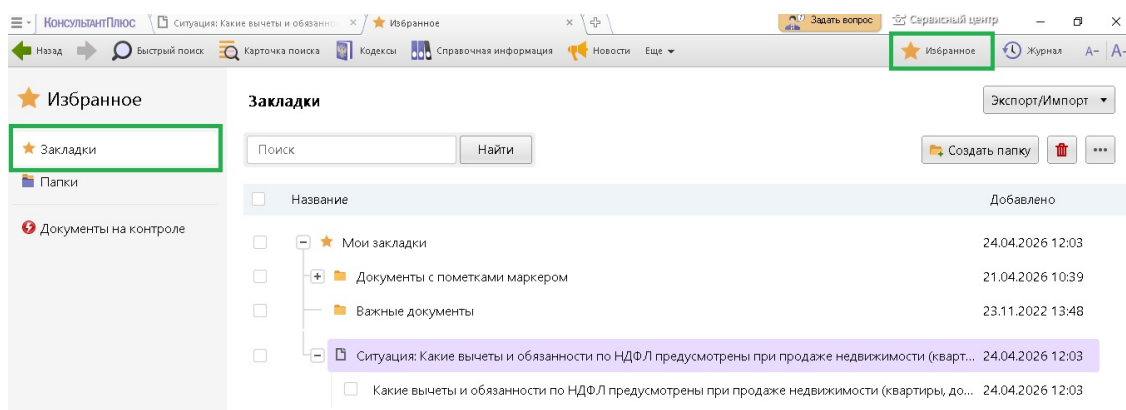 КОНСУЛЬТАНТПЛЮС Ситуация: Какие вычеты и обязанно Избранное Задать вопрос Сервисный центр
Назад Быстрый поиск Карточка поиска Кодексы Справочная информация Новости Еще Избранное Журнал А- А-
Избранное
Закладки
Экспорт/Импорт
Закладки
Поиск Найти Создать папку
Папки
Название Добавлено
Документы на контроле
Мои закладки 24.04.2026 12:03
Документы с пометками маркером 21.04.2026 10:39
Важные документы 23.11.2022 13:48
Ситуация: Какие вычеты и обязанности по НДФЛ предусмотрены при продаже недвижимости (кварт... 24.04.2026 12:03
Какие вычеты и обязанности по НДФЛ предусмотрены при продаже недвижимости (квартиры, до... 24.04.2026 12:03